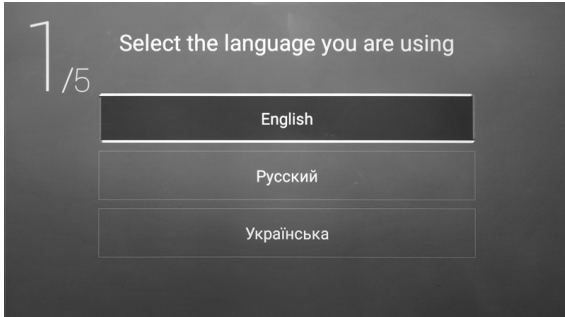 1/5
Select the language you are using
English
Русский
Українська